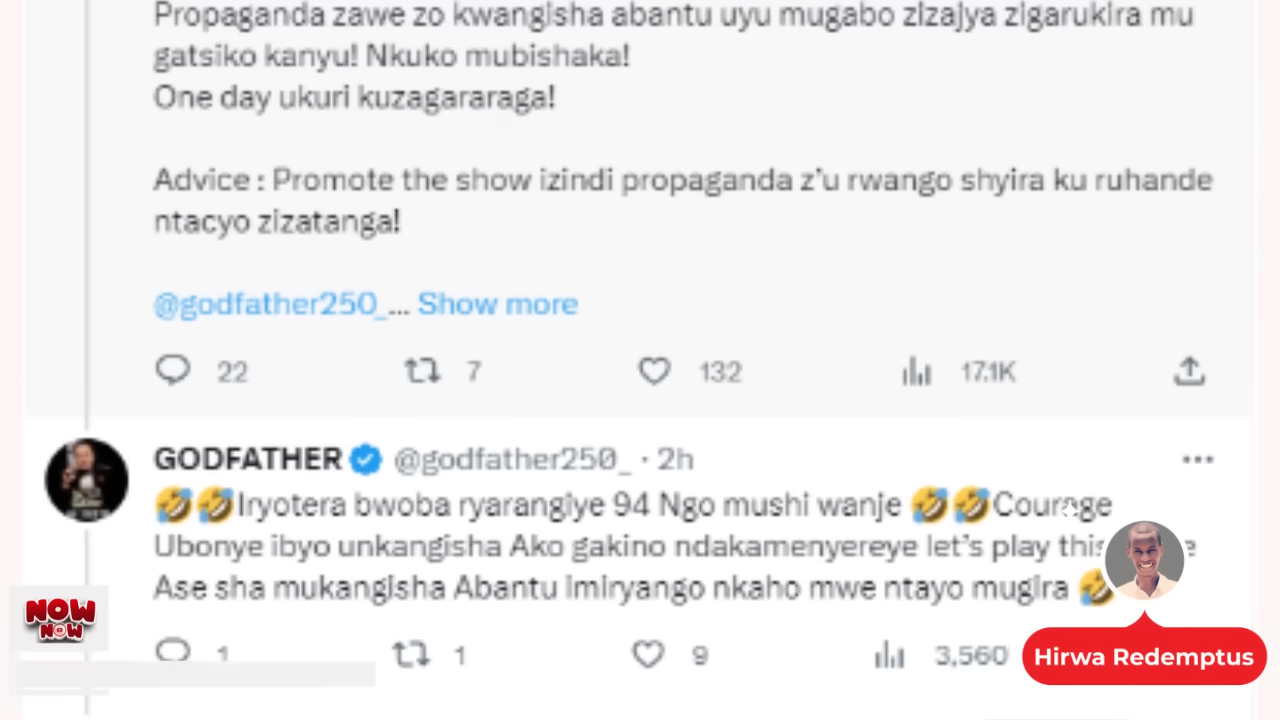 Propaganda zawe zo kwangisha abantu uyu mugabo zizajya zigarukira mu
gatsiko kanyu! Nkuko mubishaka!
One day ukuri kuzagararaga!
Advice : Promote the show izindi propaganda z'u rwango shyira ku ruhande
ntacyo zizatanga!
@godfather250_... Show more
22 7 132 17.1K
GODFATHER @godfather250_ · 2h
🤣🤣Iryotera bwoba ryarangiye 94 Ngo mushi wanje 🤣🤣Courage
Ubonye ibyo unkangisha Ako gakino ndakamenyereye let's play this
Ase sha mukangisha Abantu imiryango nkaho mwe ntayo mugira 🤣
1 1 9 3,560
NOW
NOW
Hirwa Redemptus